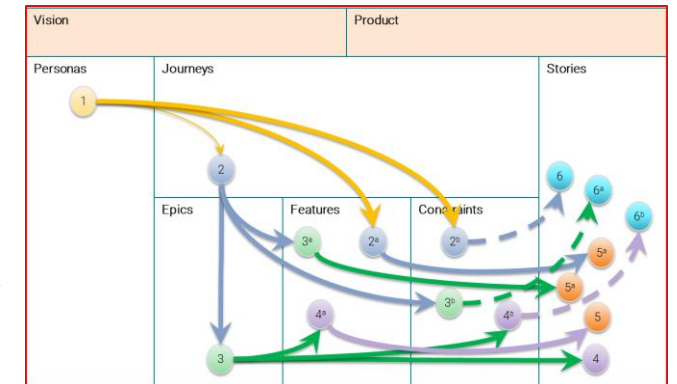 Vision
Product
Personas
Journeys
Stories
1
2
6
6ᵃ
6ᵇ
Epics
Features
Constraints
3ᵃ
2ᵃ
2ᵇ
5ᵃ
5ᵃ
3ᵇ
4ᵃ
4ᵇ
5
3
4